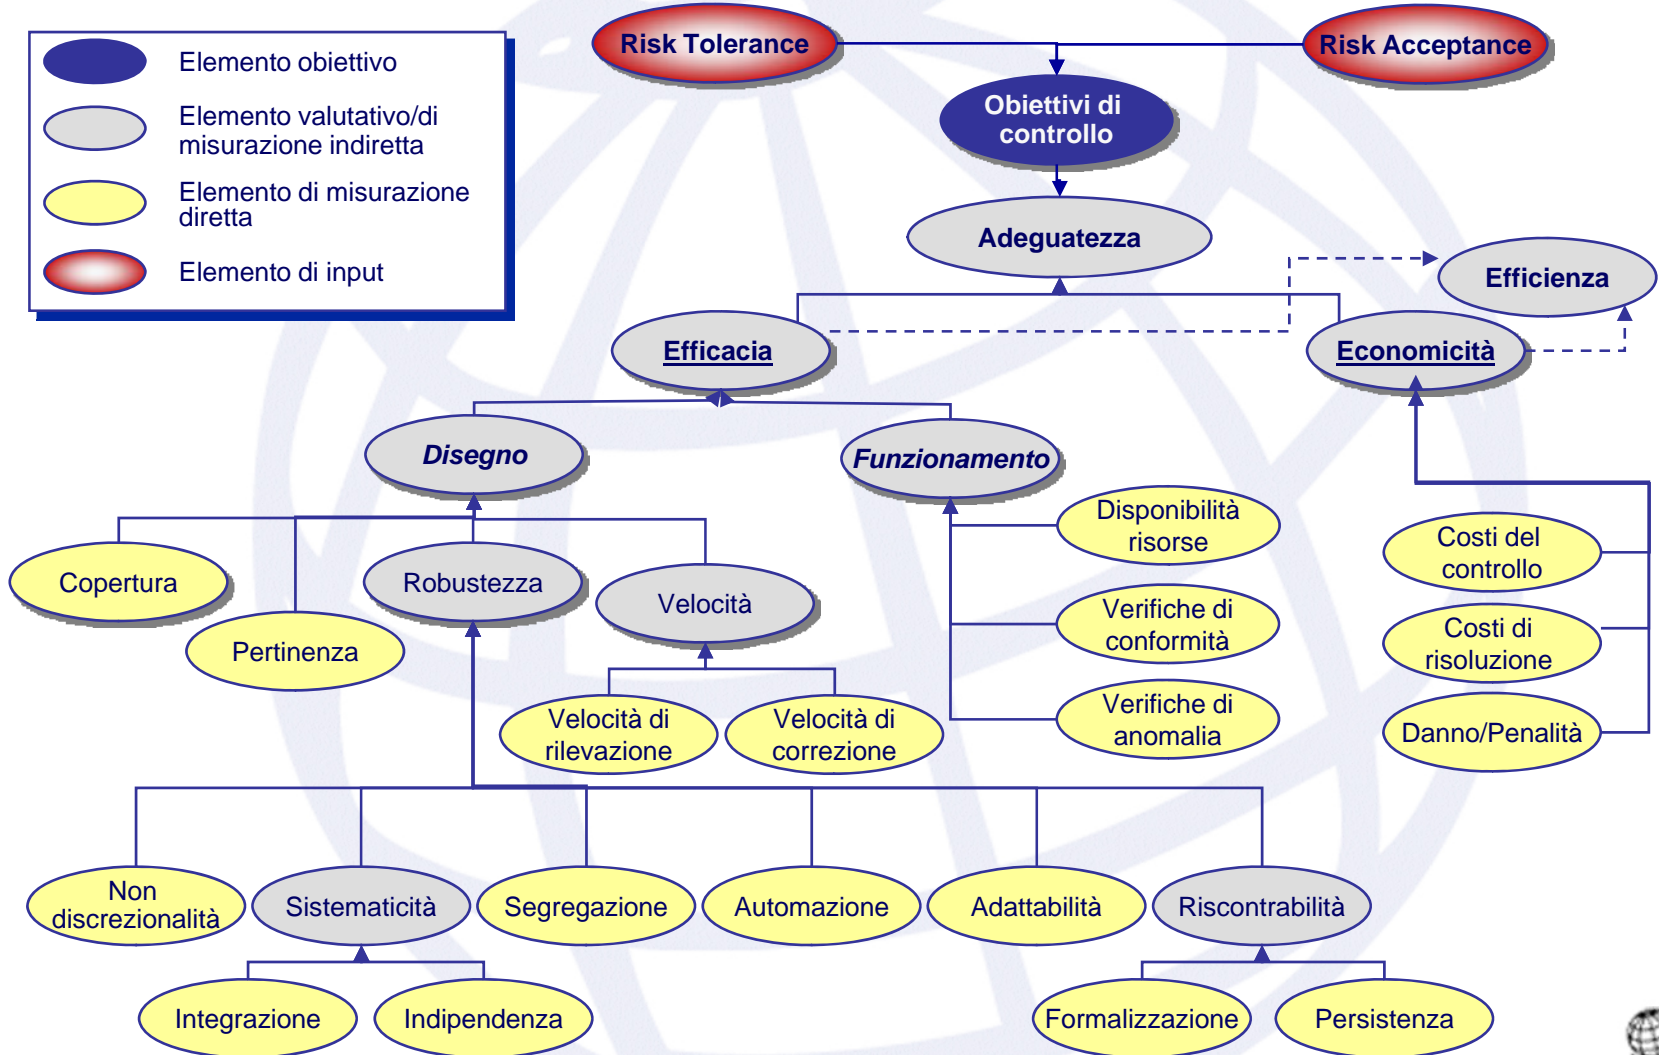 Elemento obiettivo
Elemento valutativo/di
misurazione indiretta
Elemento di misurazione
diretta
Elemento di input
Risk Tolerance
Risk Acceptance
Obiettivi di
controllo
Adeguatezza
Efficienza
Efficacia
Economicità
Disegno
Funzionamento
Copertura
Pertinenza
Robustezza
Velocità
Velocità di
rilevazione
Velocità di
correzione
Disponibilità
risorse
Verifiche di
conformità
Verifiche di
anomalia
Costi del
controllo
Costi di
risoluzione
Danno/Penalità
Non
discrezionalità
Sistematicità
Segregazione
Automazione
Adattabilità
Riscontrabilità
Integrazione
Indipendenza
Formalizzazione
Persistenza